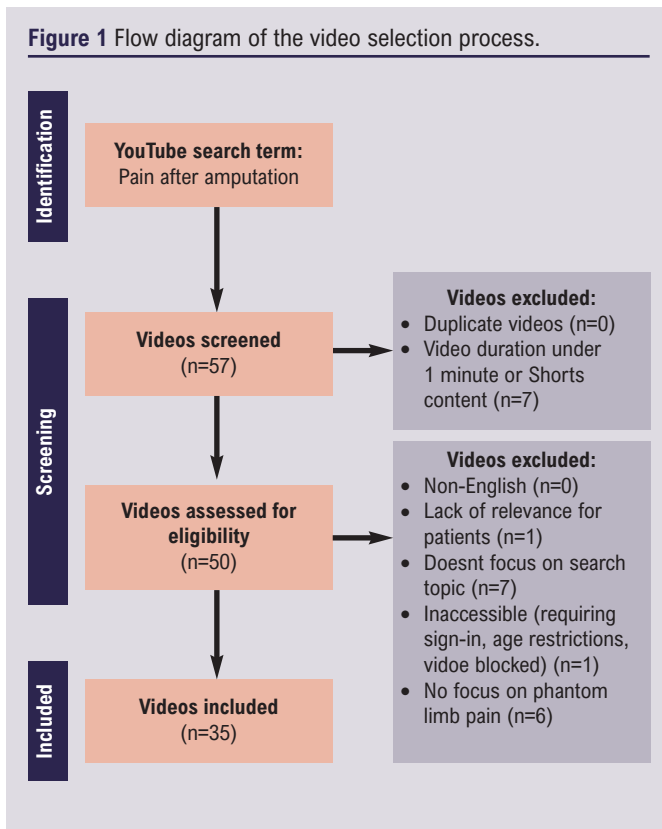 Figure 1 Flow diagram of the video selection process.
Identification
YouTube search term:
Pain after amputation
Screening
Videos screened
(n=57)
Videos excluded:
• Duplicate videos (n=0)
• Video duration under
1 minute or Shorts
content (n=7)
Videos assessed for
eligibility
(n=50)
Videos excluded:
• Non-English (n=0)
• Lack of relevance for
patients (n=1)
• Doesnt focus on search
topic (n=7)
• Inaccessible (requiring
sign-in, age restrictions,
vidoe blocked) (n=1)
• No focus on phantom
limb pain (n=6)
Included
Videos included
(n=35)